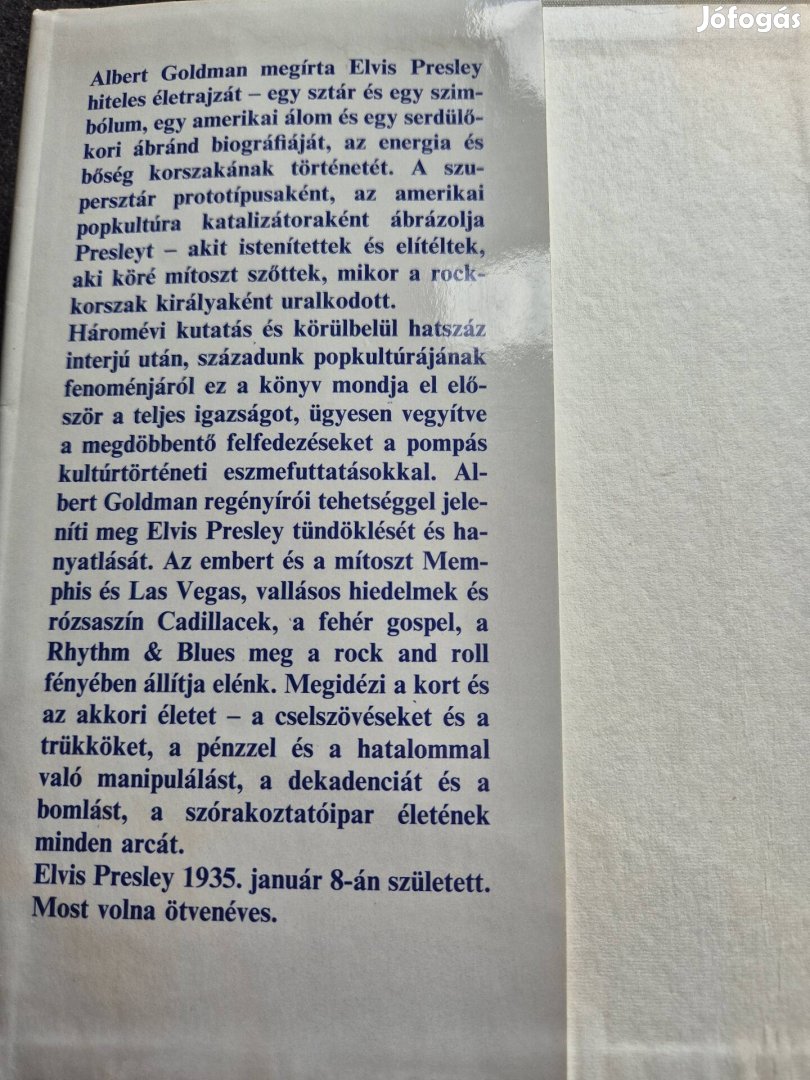 Jófogás
Albert Goldman megírta Elvis Presley
hiteles életrajzát – egy sztár és egy szim-
bólum, egy amerikai álom és egy serdülő-
kori ábránd biográfiáját, az energia és
bőség korszakának történetét. A szu-
persztár prototípusaként, az amerikai
popkultúra katalizátoraként ábrázolja
Presleyt – akit istenítettek és elítéltek,
aki köré mítoszt szőttek, mikor a rock-
korszak királyaként uralkodott.
Háromévi kutatás és körülbelül hatszáz
interjú után, századunk popkultúrájának
fenoménjáról ez a könyv mondja el elő-
ször a teljes igazságot, ügyesen vegyítve
a megdöbbentő felfedezéseket a pompás
kultúrtörténeti eszmefuttatásokkal. Al-
bert Goldman regényírói tehetséggel jele-
níti meg Elvis Presley tündöklését és ha-
nyatlását. Az embert és a mítoszt Mem-
phis és Las Vegas, vallásos hiedelmek és
rózsaszín Cadillacek, a fehér gospel, a
Rhythm & Blues meg a rock and roll
fényében állítja elénk. Megidézi a kort és
az akkori életet – a cselszövéseket és a
trükköket, a pénzzel és a hatalommal
való manipulálást, a dekadenciát és a
bomlást, a szórakoztatóipar életének
minden arcát.
Elvis Presley 1935. január 8-án született.
Most volna ötvenéves.